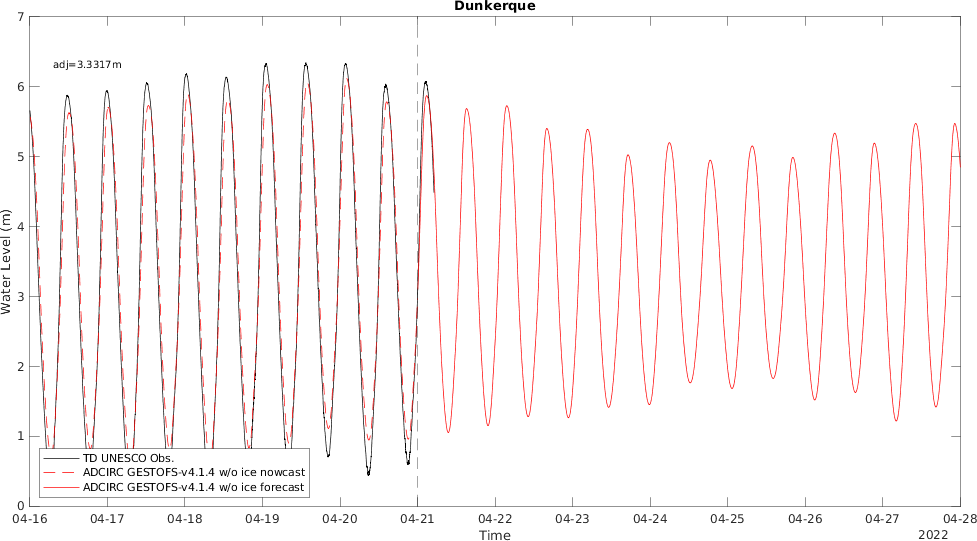 Dunkerque
7
6
5
4
3
2
1
0
Water Level (m)
adj=3.3317m
TD UNESCO Obs.
ADCIRC GESTOFS-v4.1.4 w/o ice nowcast
ADCIRC GESTOFS-v4.1.4 w/o ice forecast
04-16 04-17 04-18 04-19 04-20 04-21 04-22 04-23 04-24 04-25 04-26 04-27 04-28
Time
2022